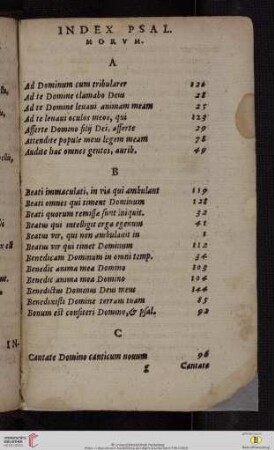 INDEX PSAL.
MORVM.
A
Ad Dominum cum tribularer 120
Ad te Domine clamabo Deus 28
Ad te Domine leuaui animam meam 25
Ad te leuaui oculos meos, qui 123
Afferte Domino filij Dei, afferte 29
Attendite popule meus legem meam 78
Audite hæc omnes gentes, aurib. 49
B
Beati immaculati, in via qui ambulant 119
Beati omnes qui timent Dominum 128
Beati quorum remissæ sunt iniquit. 32
Beatus qui intelligit ergo egenum 41
Beatus vir, qui non ambulauit in 1
Beatus vir qui timet Dominum 112
Benedicam Dominum in omni temp. 34
Benedic anima mea Domino 103
Benedic anima mea Domino 104
Benedictus Dominus Deus meus 144
Benedixisti Domine terram tuam 85
Bonum est confiteri Domino, & psal. 92
C
Cantate Domino canticum nouum 96
Cantate
IN-